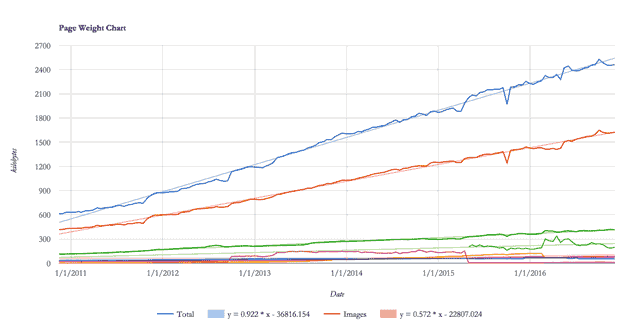 Page Weight Chart
2700
2400
2100
1800
1500
1200
900
600
300
0
kilobytes
1/1/2011 1/1/2012 1/1/2013 1/1/2014 1/1/2015 1/1/2016
Date
Total y = 0.922 * x - 36816.154 Images y = 0.572 * x - 22807.024